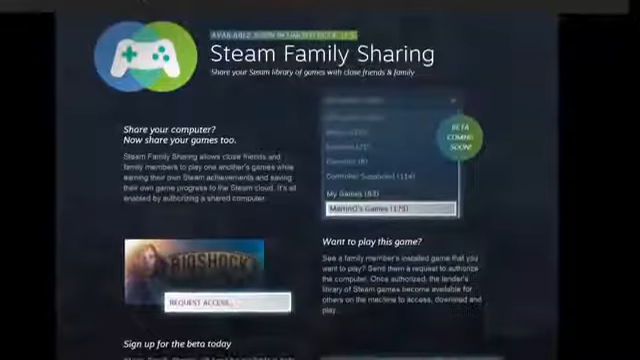 Steam Family Sharing
Share your Steam library of games with close friends & family
BETA
COMING
SOON!
Share your computer?
Now share your games too.
Steam Family Sharing allows close friends and
family members to play one another's games while
earning their own Steam achievements and saving
their own game progress to the Steam cloud. It's all
enabled by authorizing a shared computer.
My Games (83)
MartinO's Games (175)
Want to play this game?
See a family member's installed game that you
want to play? Send them a request to authorize
the computer. Once authorized, the lender's
library of Steam games become available for
others on the machine to access, download and
play.
BIOSHOCK
REQUEST ACCESS...
Sign up for the beta today